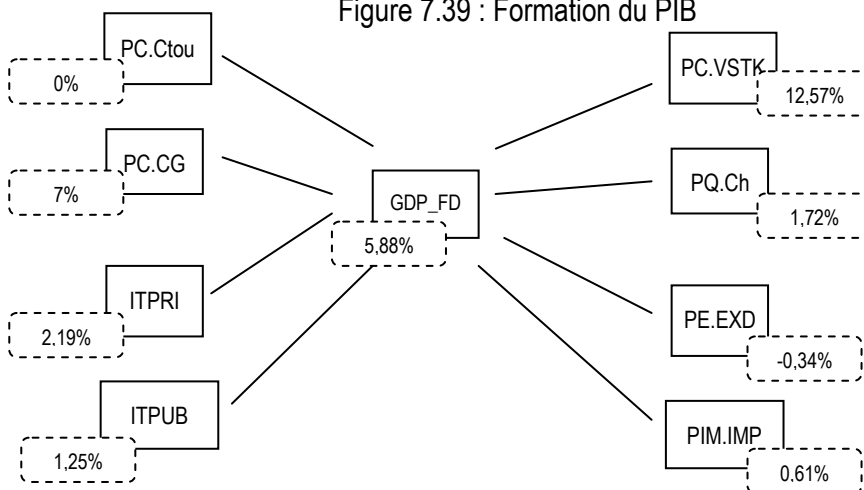 Figure 7.39 : Formation du PIB
PC.Ctou
0%
PC.CG
7%
ITPRI
2,19%
ITPUB
1,25%
GDP_FD
5,88%
PC.VSTK
12,57%
PQ.Ch
1,72%
PE.EXD
-0,34%
PIM.IMP
0.61%